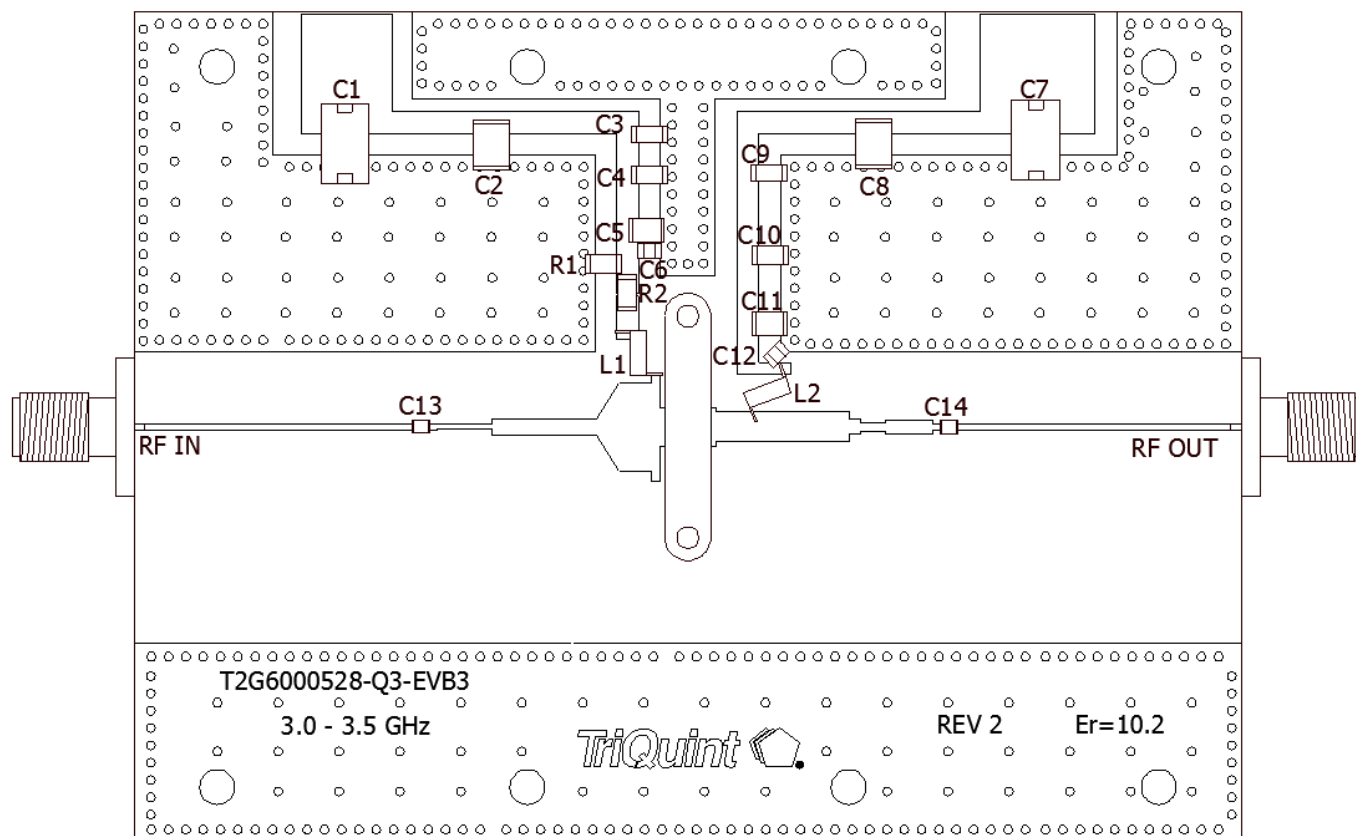 C1
C7
C3
C2
C4
C9
C8
C5
C10
R1
C6
R2
C11
C12
L1
L2
C13
C14
RF IN
RF OUT
T2G6000528-Q3-EVB3
3.0 - 3.5 GHz
REV 2
Er=10.2
TriQuint